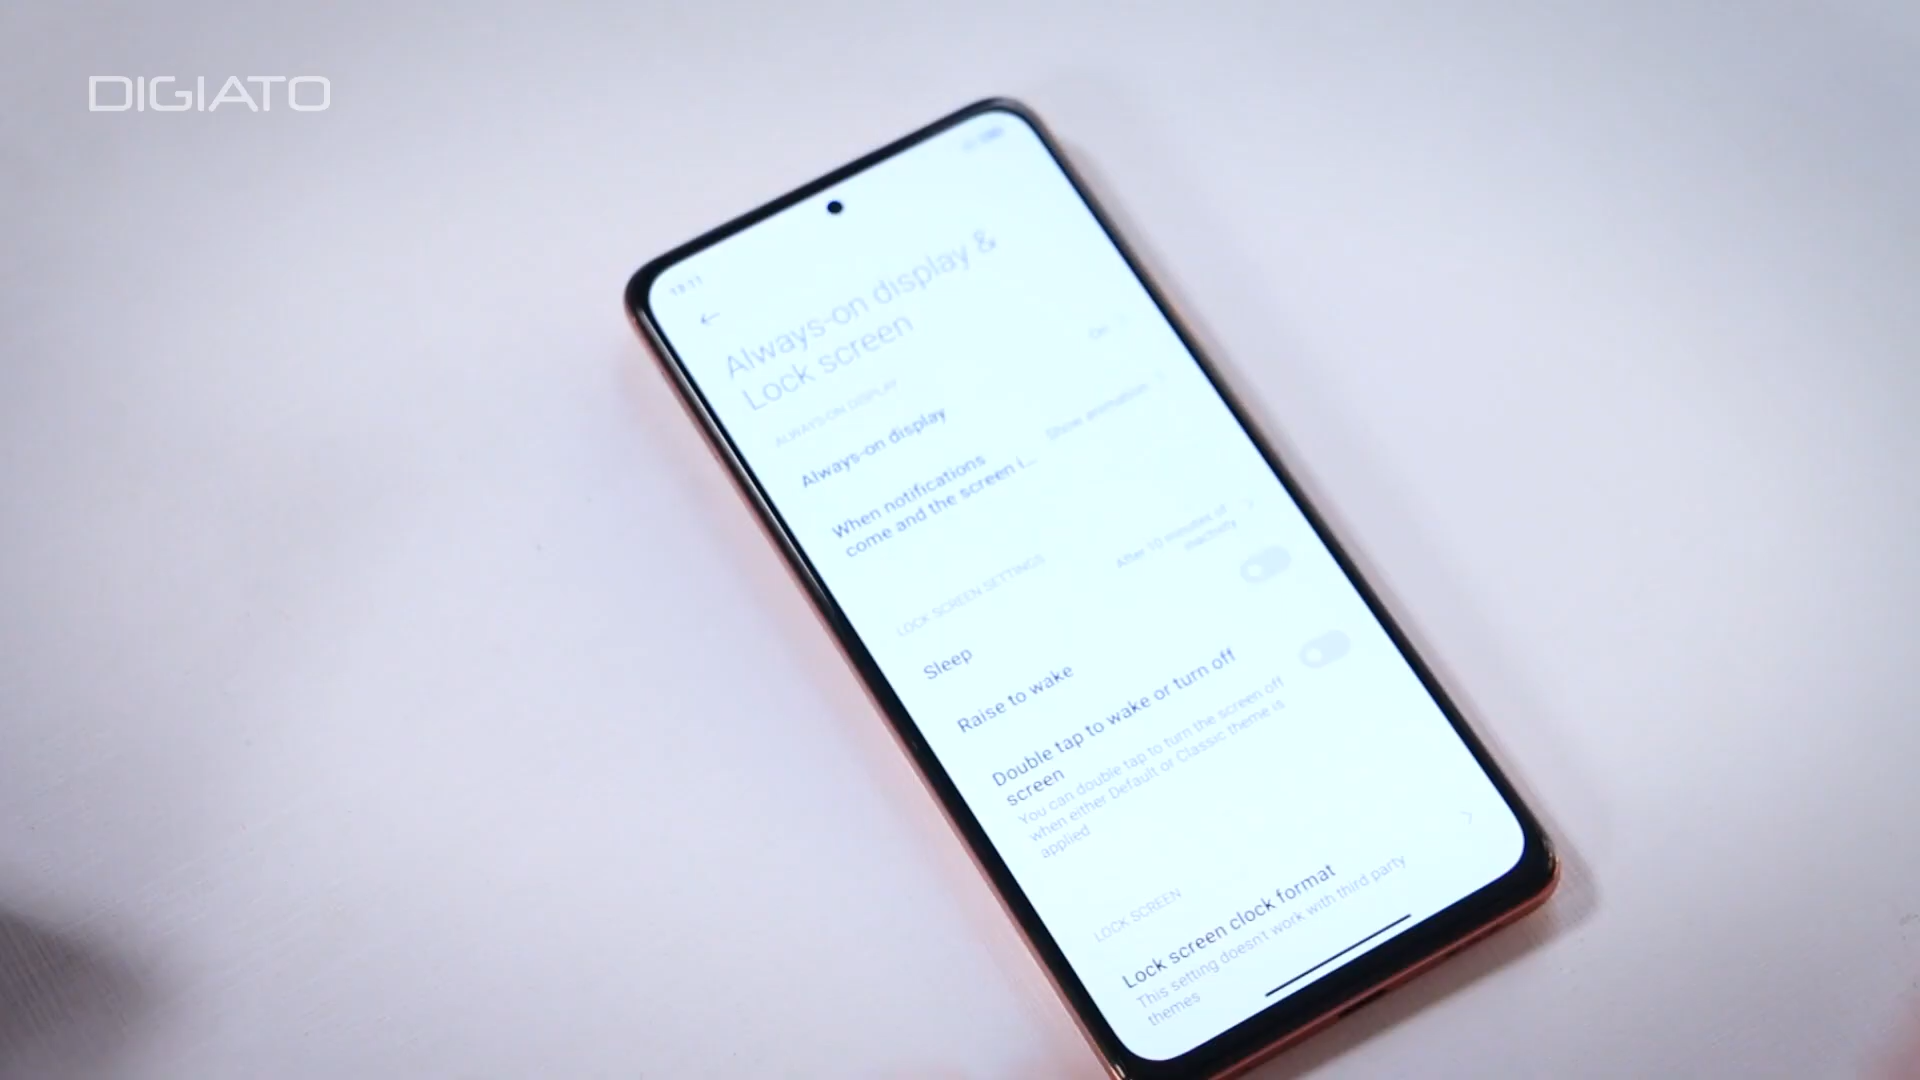 DIGIATO
Always-on display &
Lock screen
ALWAYS-ON DISPLAY
Always-on display
On
When notifications
come and the screen i...
Show animation
LOCK SCREEN SETTINGS
Sleep
After 10 minutes of
inactivity
Raise to wake
Double tap to wake or turn off
screen
You can double tap to turn the screen off
when either Default or Classic theme is
applied
LOCK SCREEN
Lock screen clock format
This setting doesn't work with third party
themes